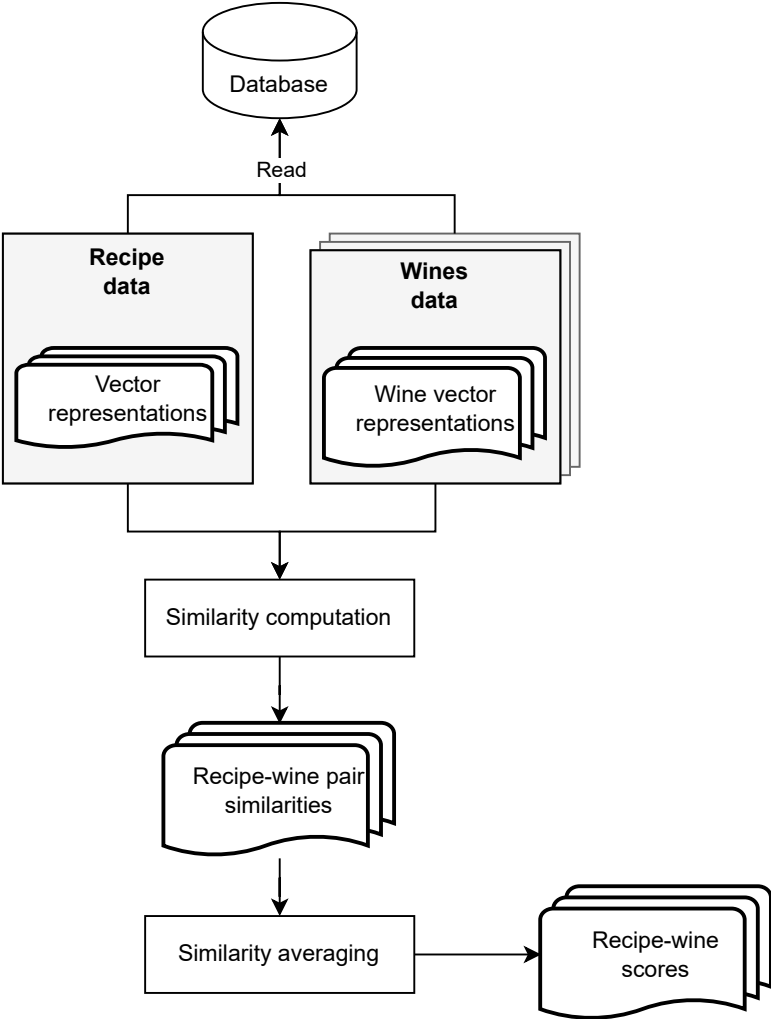 Database
Read
Recipe
data
Wines
data
Vector
representations
Wine vector
representations
Similarity computation
Recipe-wine pair
similarities
Similarity averaging
Recipe-wine
scores